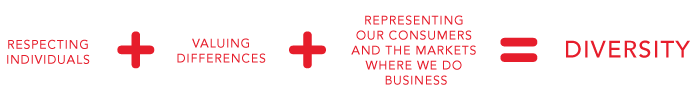 RESPECTING
INDIVIDUALS
+
VALUING
DIFFERENCES
+
REPRESENTING
OUR CONSUMERS
AND THE MARKETS
WHERE WE DO
BUSINESS
=
DIVERSITY